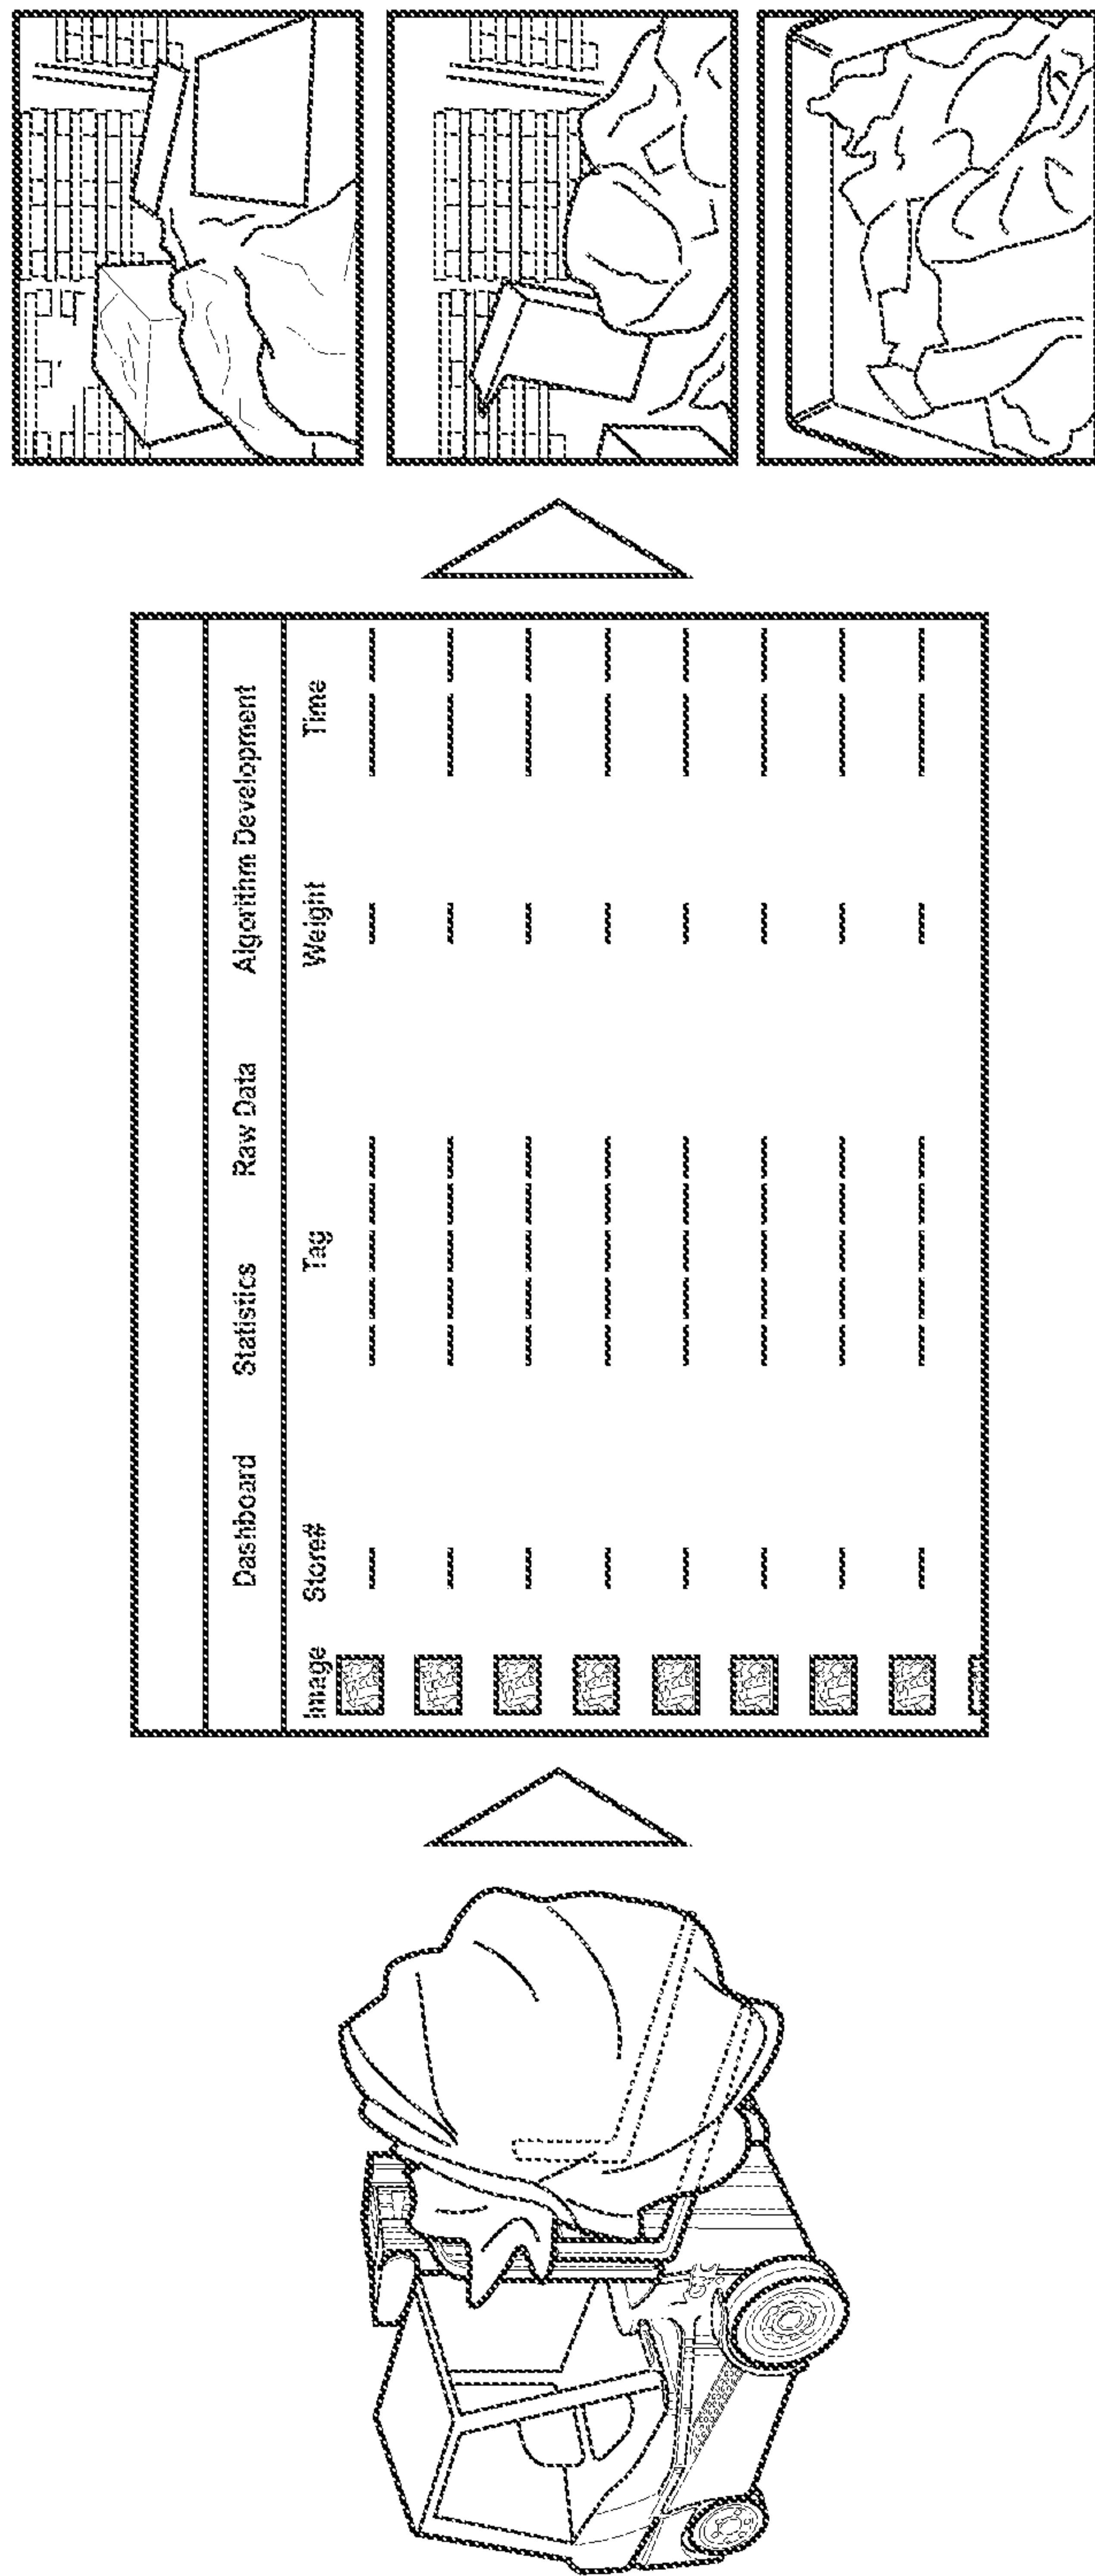 Dashboard Statistics Raw Data Algorithm Development
Image Store# Tag Weight Time